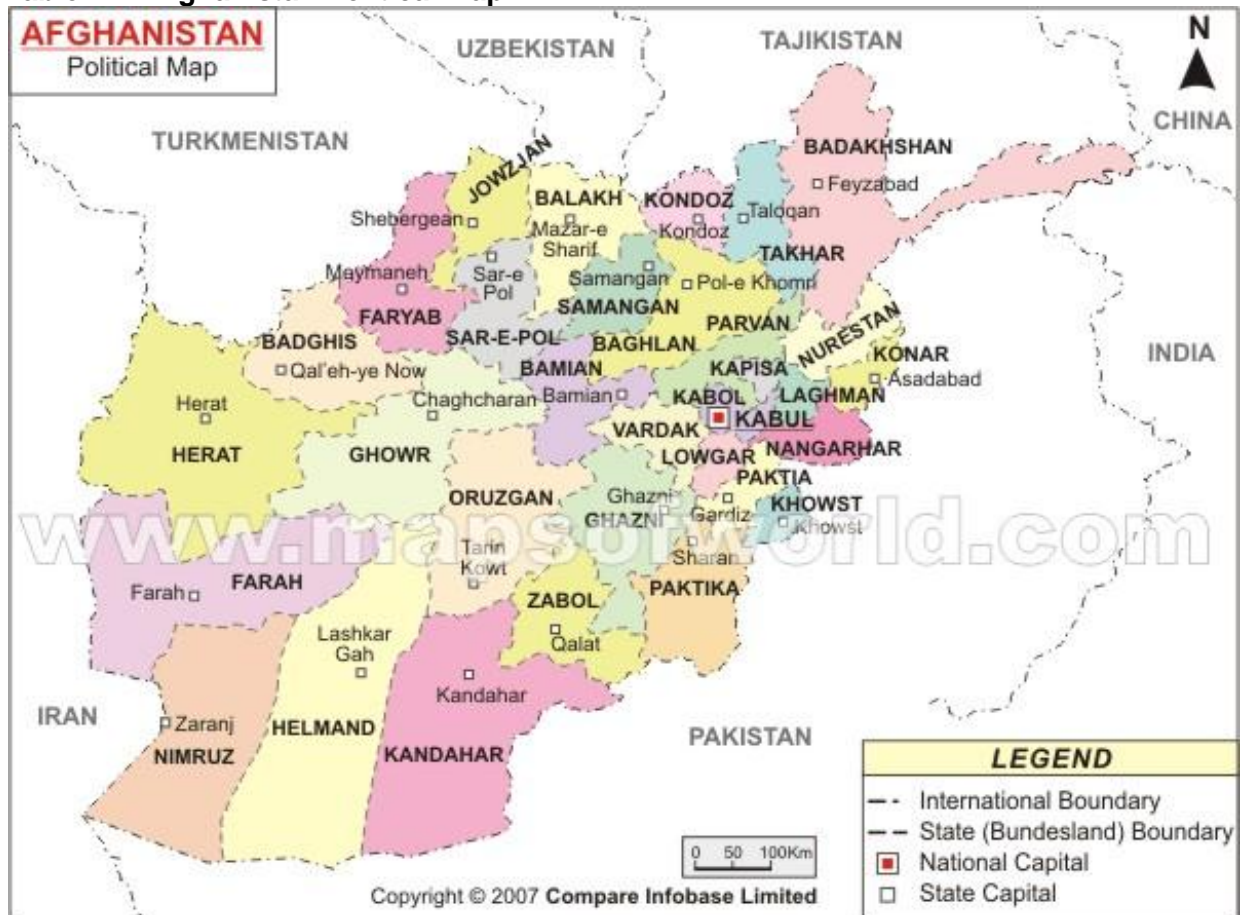 AFGHANISTAN
Political Map
UZBEKISTAN
TAJIKISTAN
N
CHINA
TURKMENISTAN
JOWZJAN
BADAKHSHAN
Feyzabad
BALAKH
KONDOZ
Shebergean
Mazar-e
Sharif
Kondoz
Taloqan
TAKHAR
Maymaneh
Sar-e
Pol
Samangan
Pol-e Khomri
FARYAB
SAMANGAN
PARVAN
NURESTAN
BADGHIS
SAR-E-POL
BAGHLAN
KONAR
INDIA
Qal'eh-ye Now
BAMIAN
KAPISA
Asadabad
Herat
Chaghcharan
Bamian
KABOL
LAGHMAN
KABUL
VARDAK
HERAT
GHOWR
LOWGAR
NANGARHAR
PAKTIA
ORUZGAN
Ghazni
GHAZNI
Gardiz
KHOWST
Khowst
www.mapsofworld.com
Tarin
Kowt
Sharan
Farah
FARAH
ZABOL
PAKTIKA
Lashkar
Gah
Qalat
Kandahar
IRAN
Zaranj
HELMAND
NIMRUZ
KANDAHAR
PAKISTAN
LEGEND
International Boundary
State (Bundesland) Boundary
National Capital
State Capital
0 50 100Km
Copyright © 2007 Compare Infobase Limited